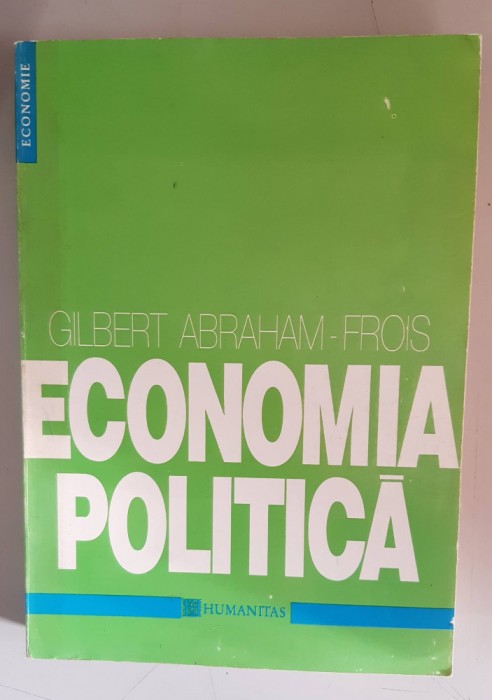 ECONOMIE
GILBERT ABRAHAM-FROIS
ECONOMIA
POLITICĂ
HUMANITAS